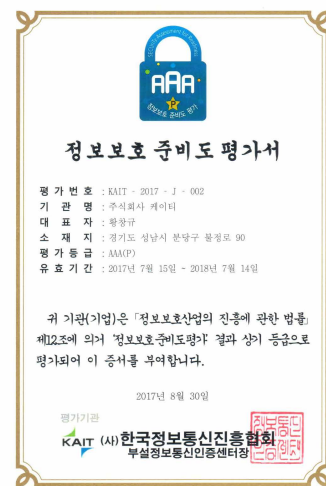 SECUrity Assessment for Readiness
AAA
P
정보보호 준비도 평가
정보보호 준비도 평가서
평 가 번 호 : KAIT - 2017 - J - 002
기 관 명 : 주식회사 케이티
대 표 자 : 황창규
소 재 지 : 경기도 성남시 분당구 불정로 90
평 가 등 급 : AAA(P)
유 효 기 간 : 2017년 7월 15일 ~ 2018년 7월 14일
귀 기관(기업)은 「정보보호산업의 진흥에 관한 법률」
제12조에 의거 '정보보호준비도평가' 결과 상기 등급으로
평가되어 이 증서를 부여합니다.
2017년 8월 30일
평가기관
KAIT (사)한국정보통신진흥협회
부설정보통신인증센터장